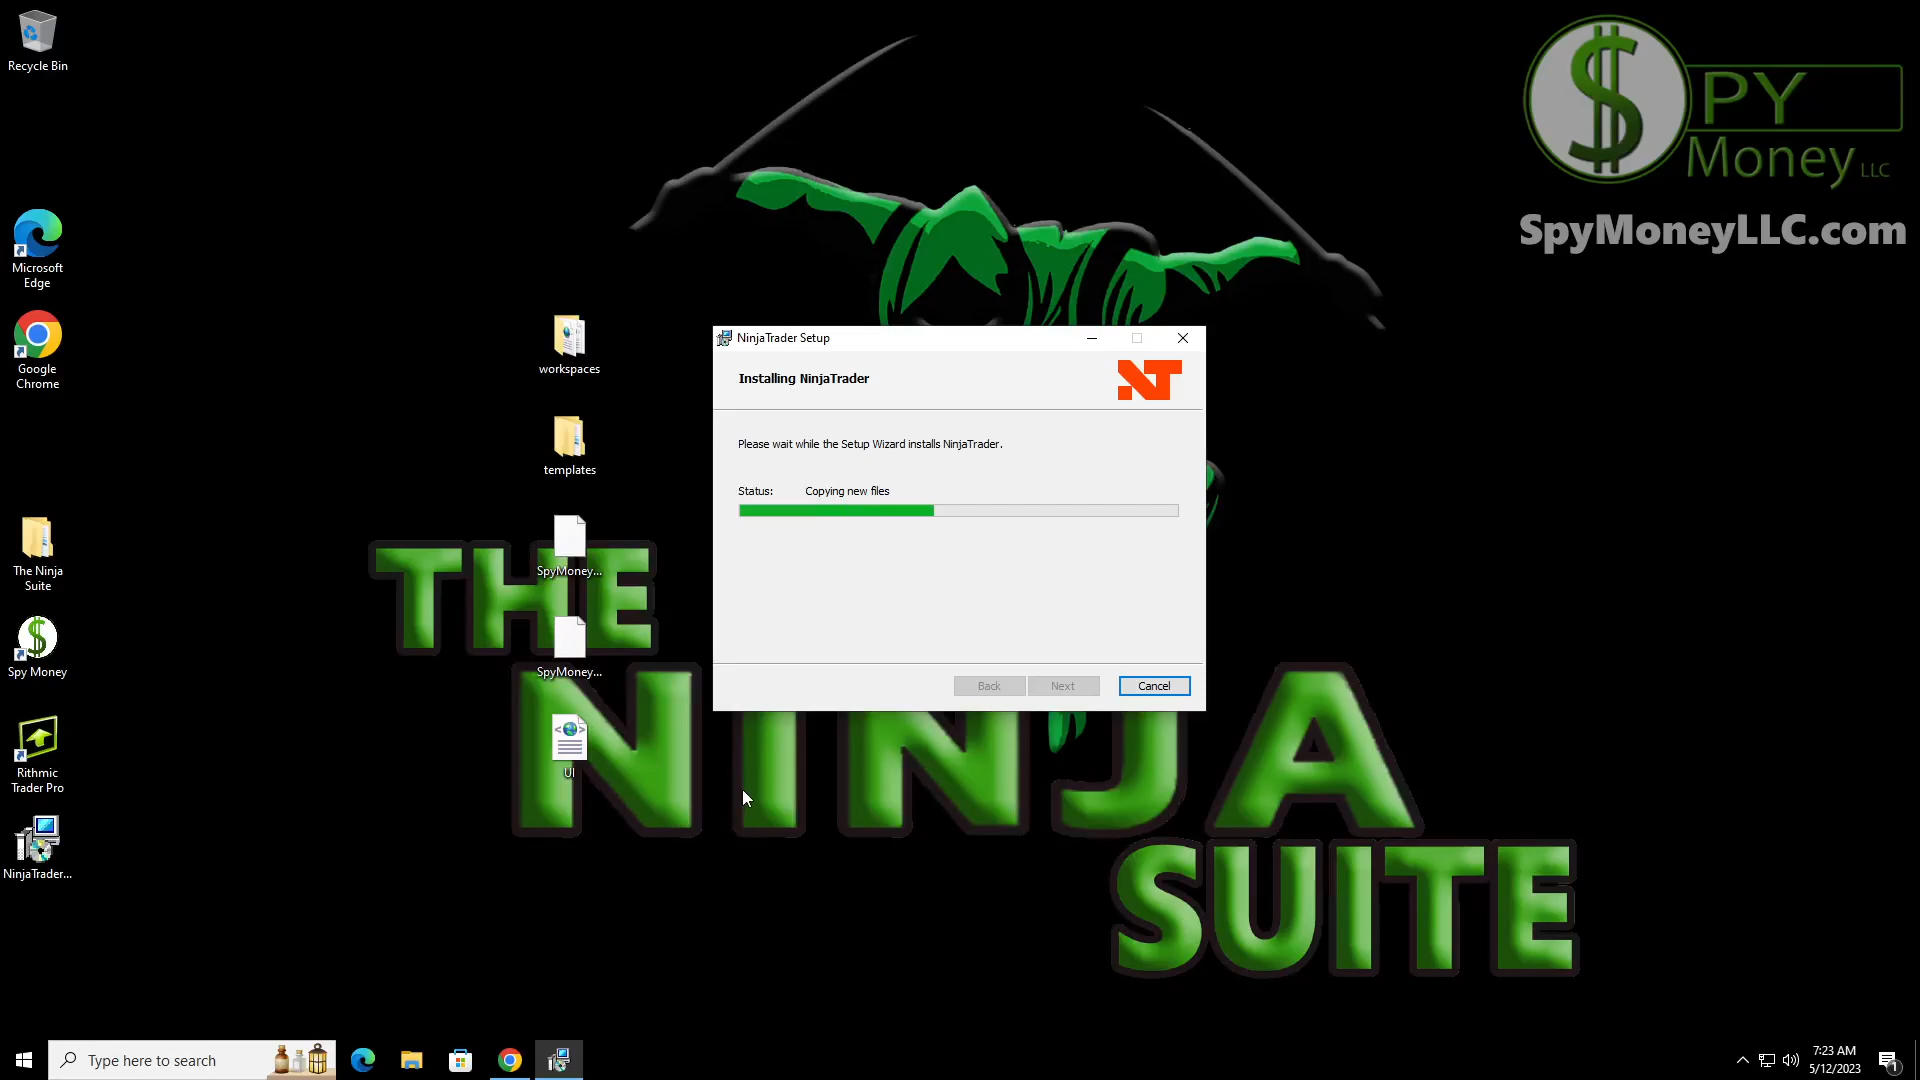 Recycle Bin
Microsoft
Edge
Google
Chrome
The Ninja
Suite
Spy Money
Rithmic
Trader Pro
NinjaTrader...
workspaces
templates
SpyMoney...
SpyMoney...
UI
$PY
Money LLC
SpyMoneyLLC.com
NinjaTrader Setup
Installing NinjaTrader
NT
Please wait while the Setup Wizard installs NinjaTrader.
Status: Copying new files
Back Next Cancel
THE
NINJA
SUITE
Type here to search
7:23 AM
5/12/2023
1